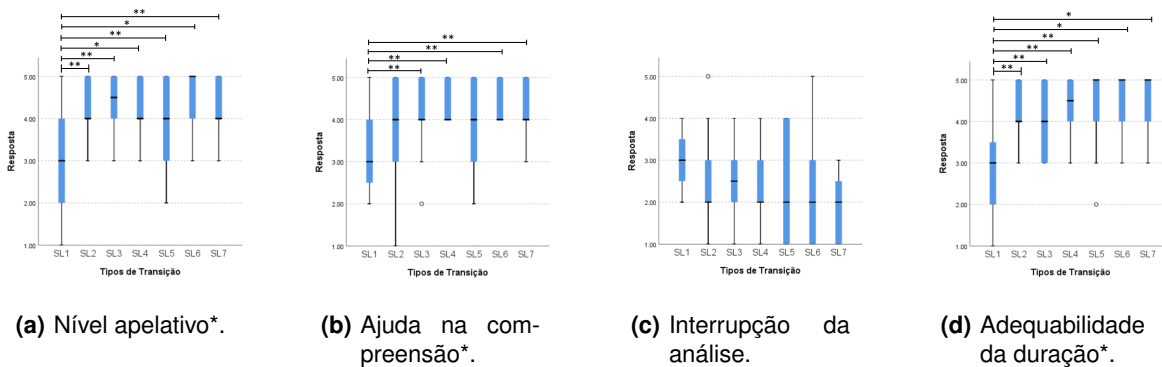 **
*
**
*
**
**
5.00
4.00
3.00
2.00
1.00
Resposta
SL1 SL2 SL3 SL4 SL5 SL6 SL7
Tipos de Transição
(a) Nível apelativo*.
**
**
**
**
5.00
4.00
3.00
2.00
1.00
Resposta
SL1 SL2 SL3 SL4 SL5 SL6 SL7
Tipos de Transição
(b) Ajuda na com-
preensão*.
5.00
4.00
3.00
2.00
1.00
Resposta
SL1 SL2 SL3 SL4 SL5 SL6 SL7
Tipos de Transição
(c) Interrupção da
análise.
*
*
**
**
**
**
5.00
4.00
3.00
2.00
1.00
Resposta
SL1 SL2 SL3 SL4 SL5 SL6 SL7
Tipos de Transição
(d) Adequabilidade
da duração*.